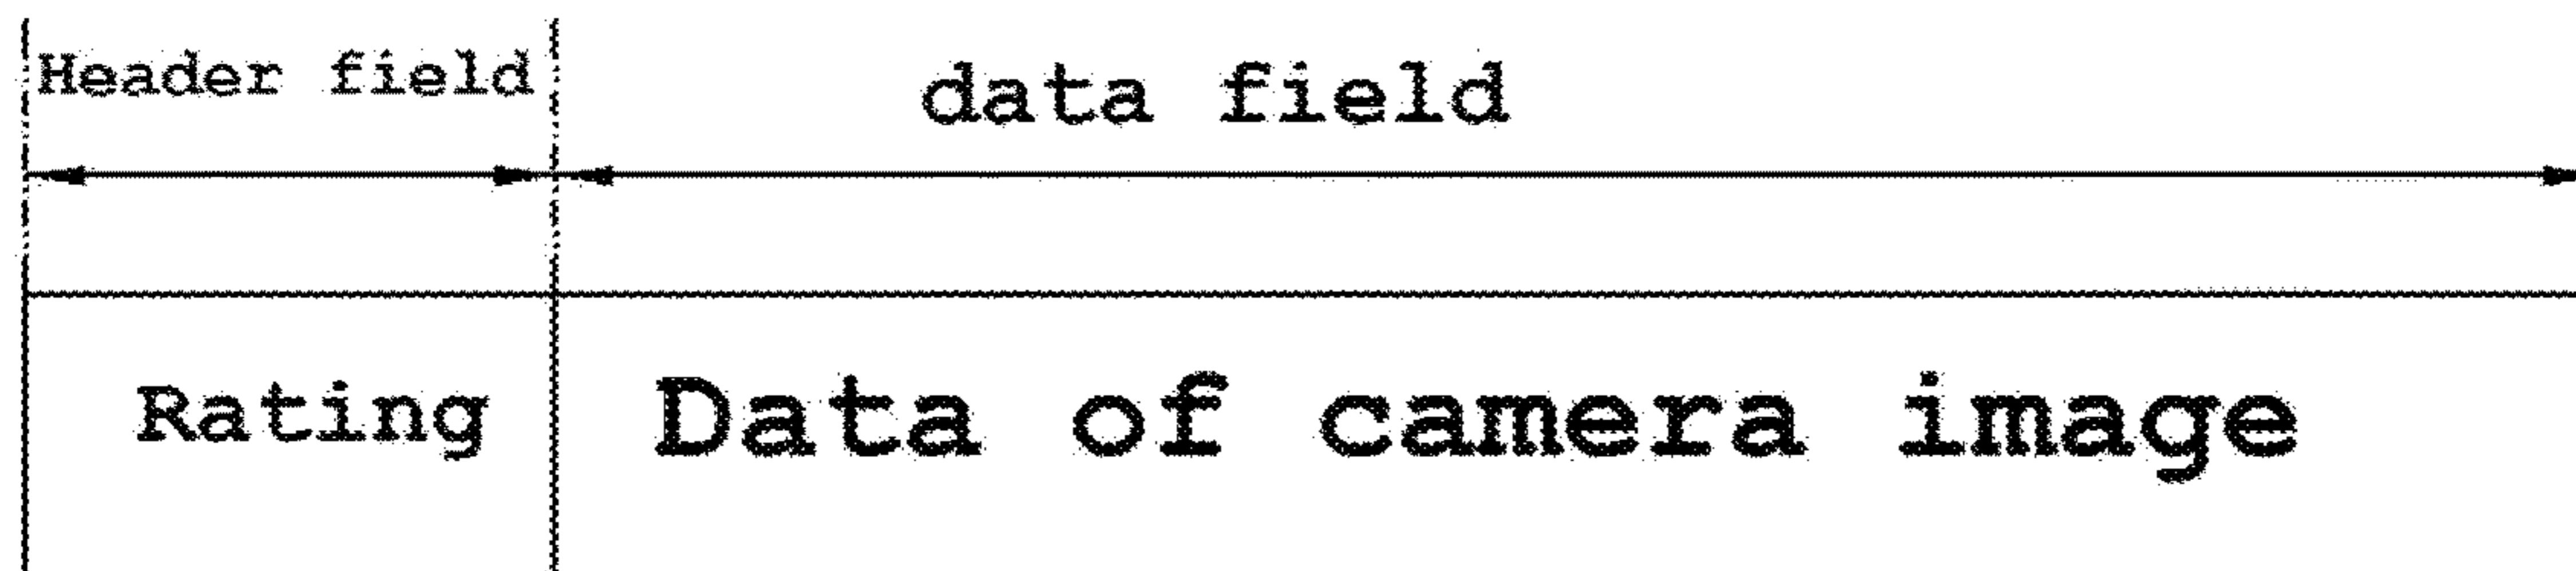 Header field
data field
Rating
Data of camera image